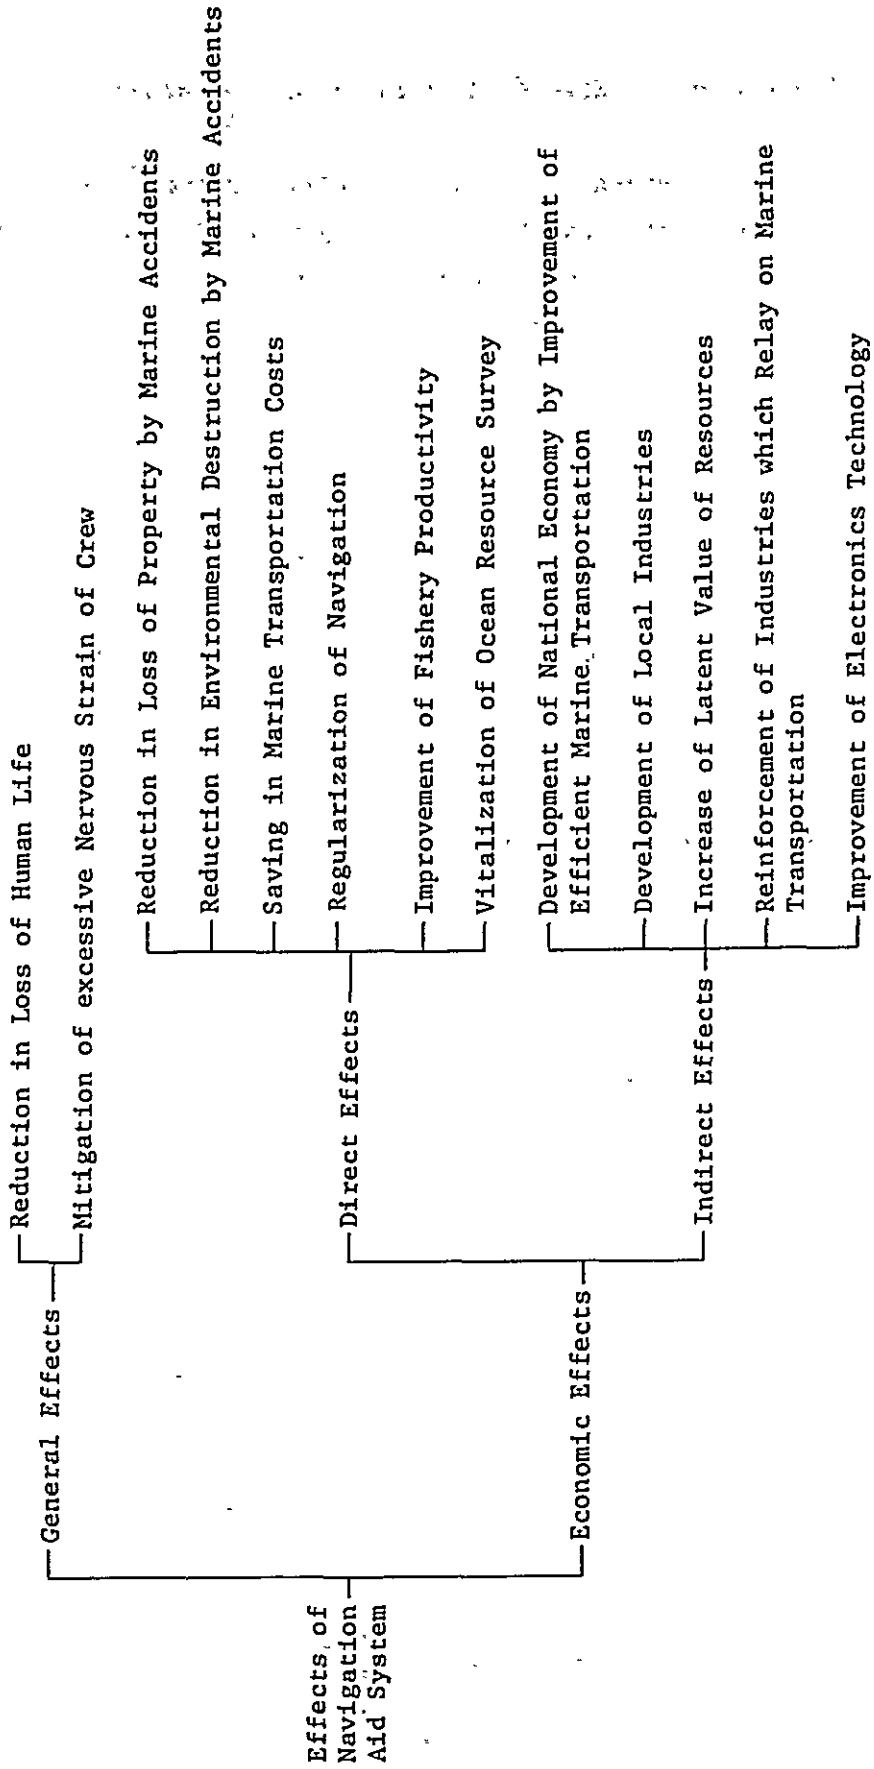 Effects of
Navigation
Aid System
General Effects
Reduction in Loss of Human Life
Mitigation of excessive Nervous Strain of Crew
Economic Effects
Direct Effects
Reduction in Loss of Property by Marine Accidents
Reduction in Environmental Destruction by Marine Accidents
Saving in Marine Transportation Costs
Regularization of Navigation
Improvement of Fishery Productivity
Vitalization of Ocean Resource Survey
Indirect Effects
Development of National Economy by Improvement of
Efficient Marine Transportation
Development of Local Industries
Increase of Latent Value of Resources
Reinforcement of Industries which Relay on Marine
Transportation
Improvement of Electronics Technology